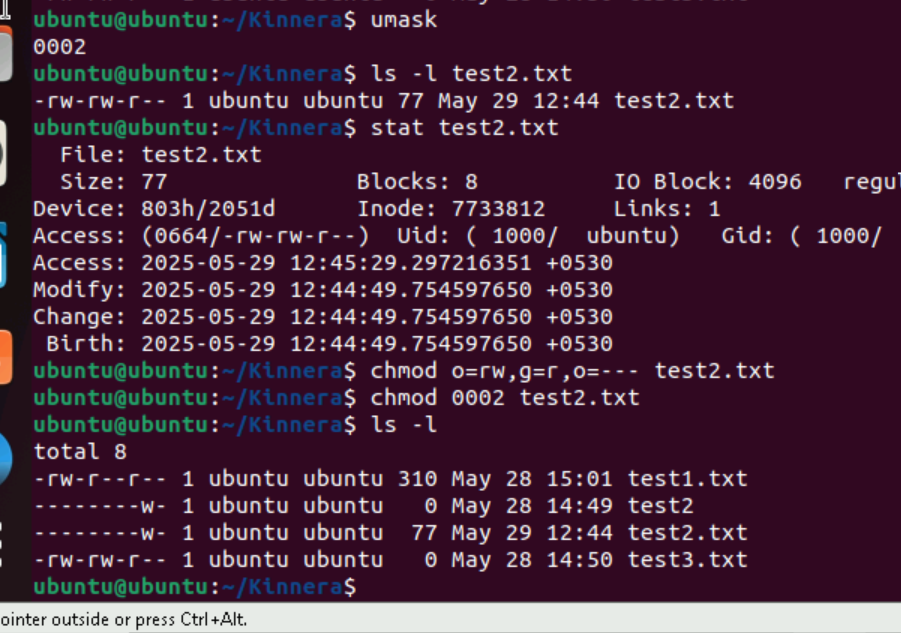 ubuntu@ubuntu:~/Kinnera$ umask
0002
ubuntu@ubuntu:~/Kinnera$ ls -l test2.txt
-rw-rw-r-- 1 ubuntu ubuntu 77 May 29 12:44 test2.txt
ubuntu@ubuntu:~/Kinnera$ stat test2.txt
  File: test2.txt
  Size: 77              Blocks: 8          IO Block: 4096   regul
Device: 803h/2051d      Inode: 7733812     Links: 1
Access: (0664/-rw-rw-r--)  Uid: ( 1000/  ubuntu)   Gid: ( 1000/
Access: 2025-05-29 12:45:29.297216351 +0530
Modify: 2025-05-29 12:44:49.754597650 +0530
Change: 2025-05-29 12:44:49.754597650 +0530
 Birth: 2025-05-29 12:44:49.754597650 +0530
ubuntu@ubuntu:~/Kinnera$ chmod o=rw,g=r,o=--- test2.txt
ubuntu@ubuntu:~/Kinnera$ chmod 0002 test2.txt
ubuntu@ubuntu:~/Kinnera$ ls -l
total 8
-rw-r--r-- 1 ubuntu ubuntu 310 May 28 15:01 test1.txt
--------w- 1 ubuntu ubuntu   0 May 28 14:49 test2
--------w- 1 ubuntu ubuntu  77 May 29 12:44 test2.txt
-rw-rw-r-- 1 ubuntu ubuntu   0 May 28 14:50 test3.txt
ubuntu@ubuntu:~/Kinnera$
ointer outside or press Ctrl+Alt.